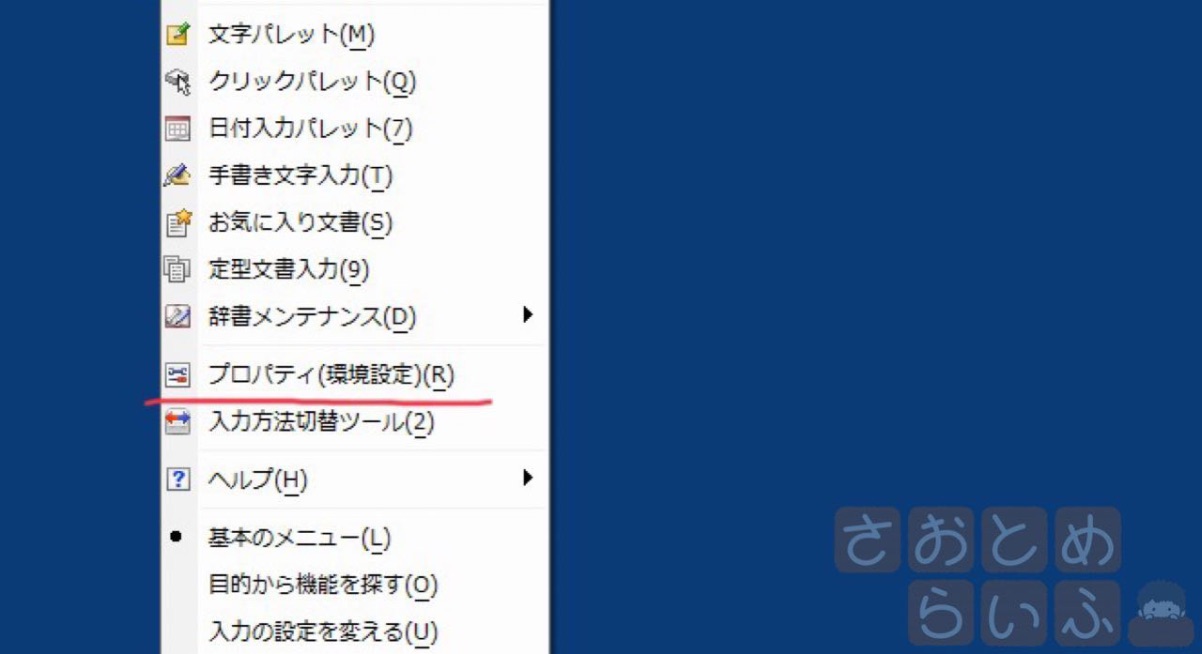 文字パレット(M)
クリックパレット(Q)
日付入力パレット(7)
手書き文字入力(T)
お気に入り文書(S)
定型文書入力(9)
辞書メンテナンス(D)
プロパティ(環境設定)(R)
入力方法切替ツール(2)
ヘルプ(H)
基本のメニュー(L)
目的から機能を探す(O)
入力の設定を変える(U)
さおとめ
らいふ